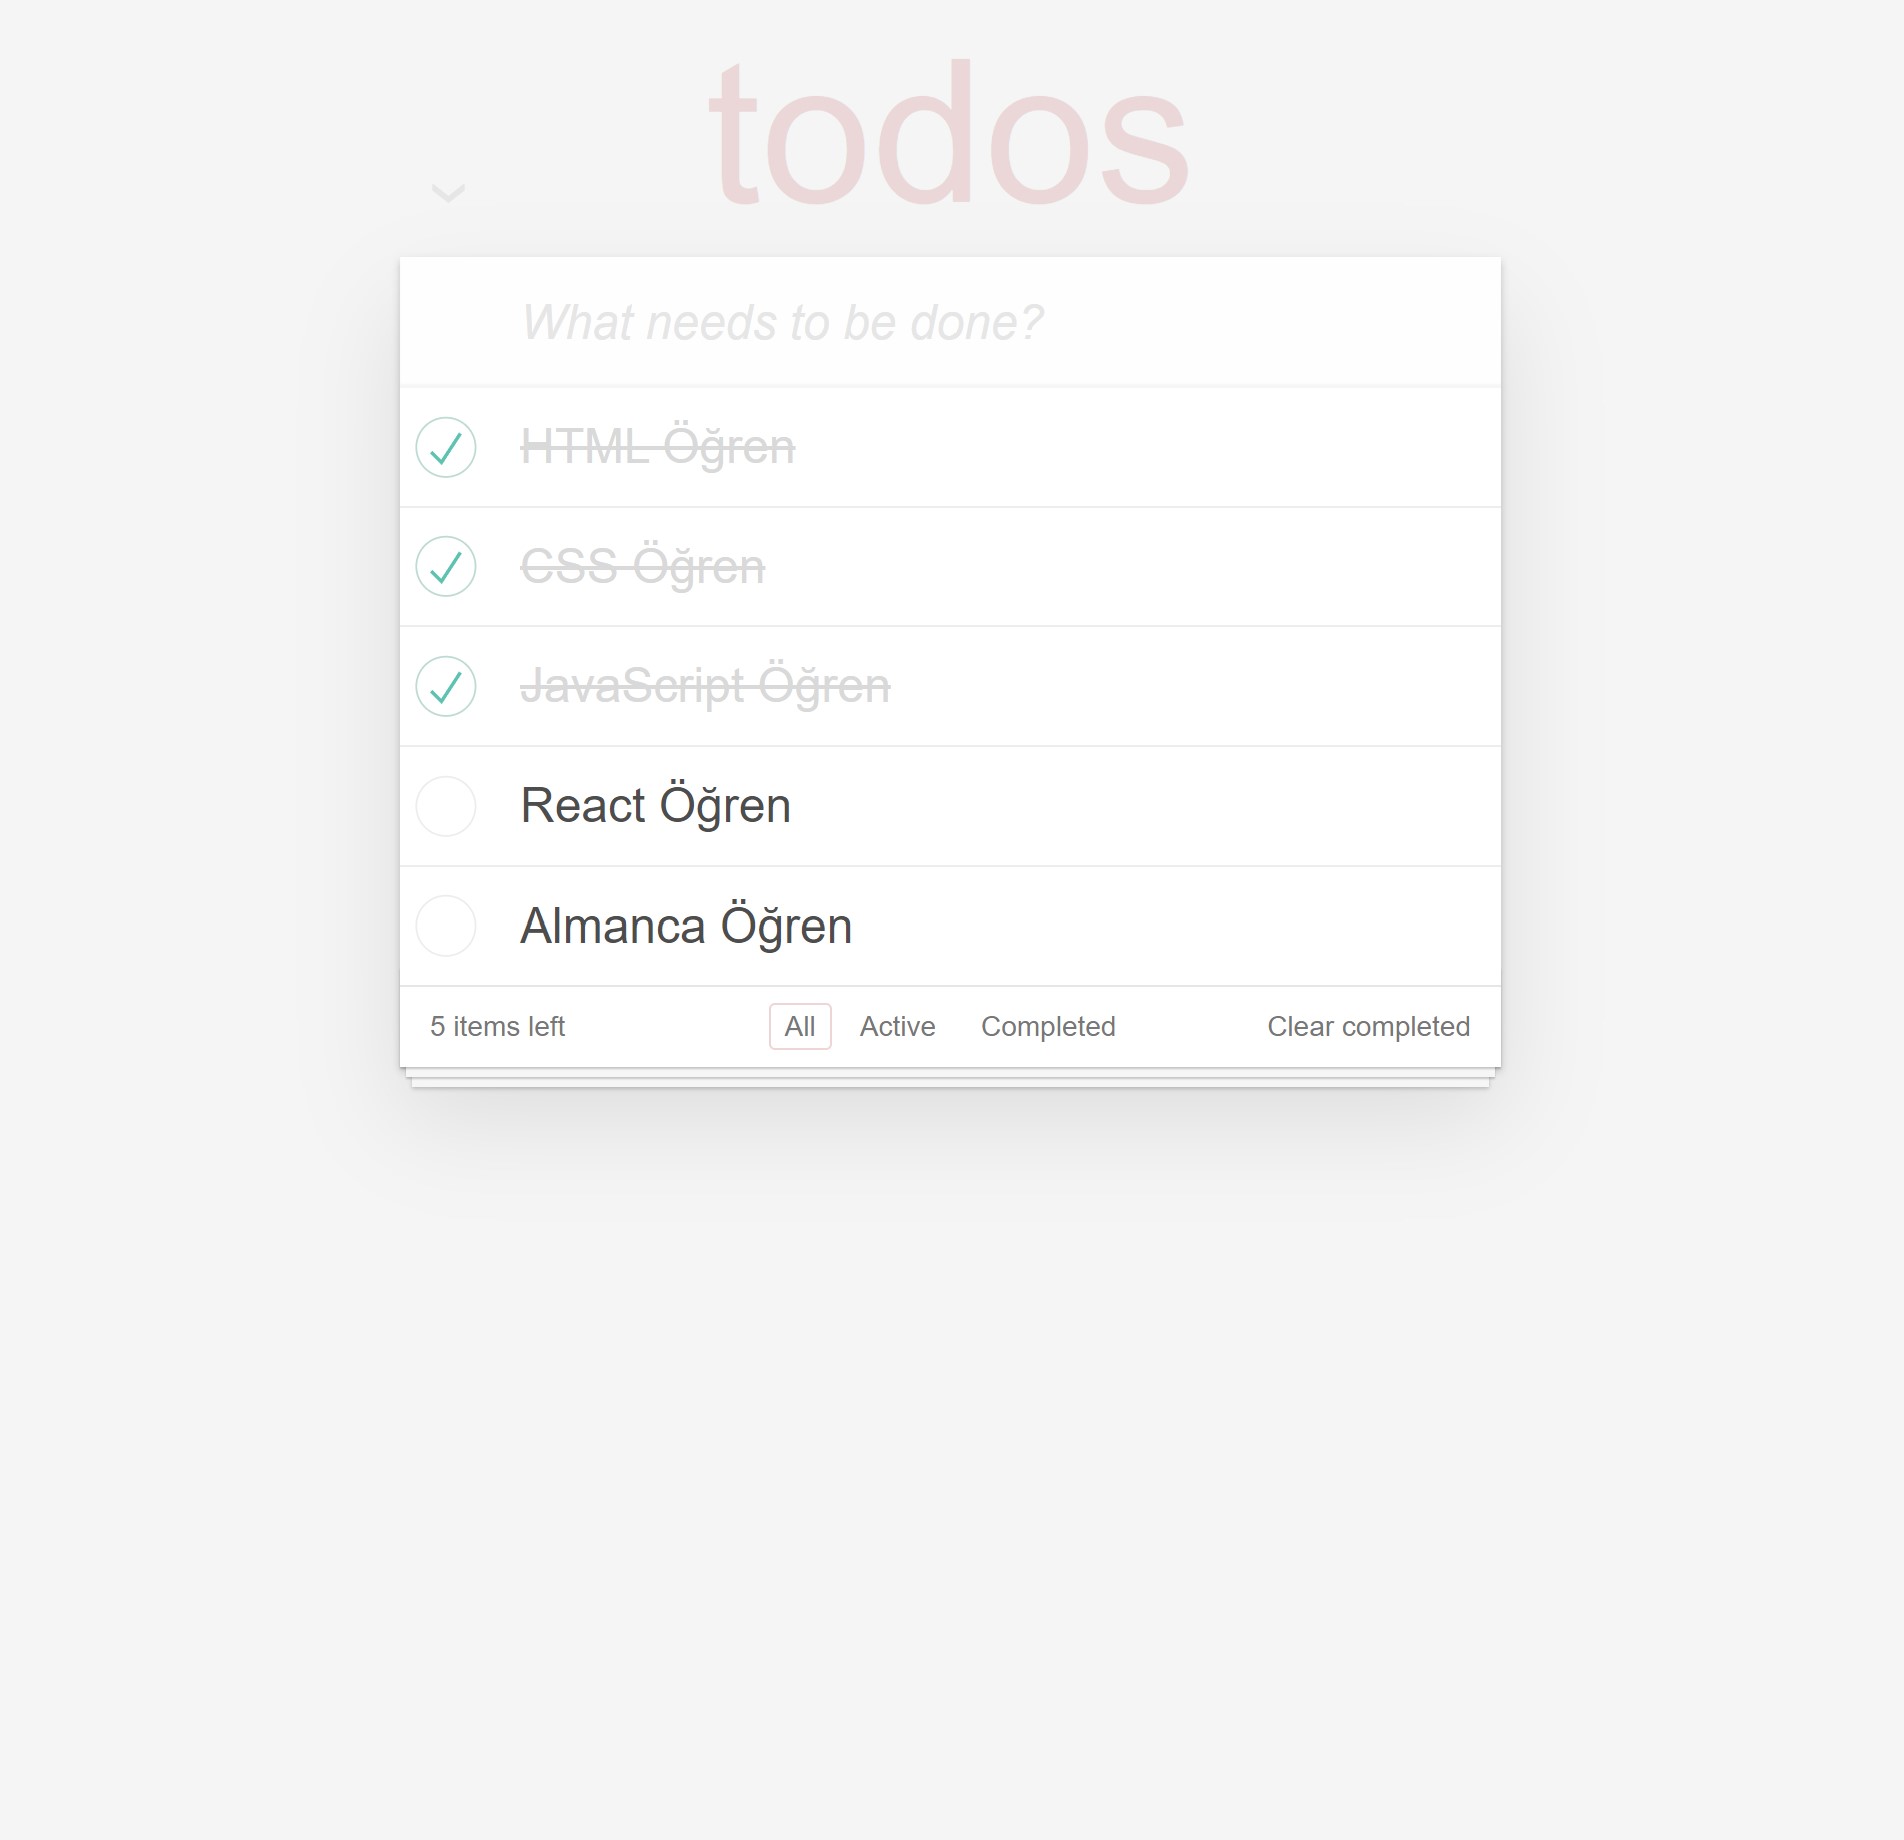 todos
What needs to be done?
HTML Öğren
CSS Öğren
JavaScript Öğren
React Öğren
Almanca Öğren
5 items left All Active Completed Clear completed